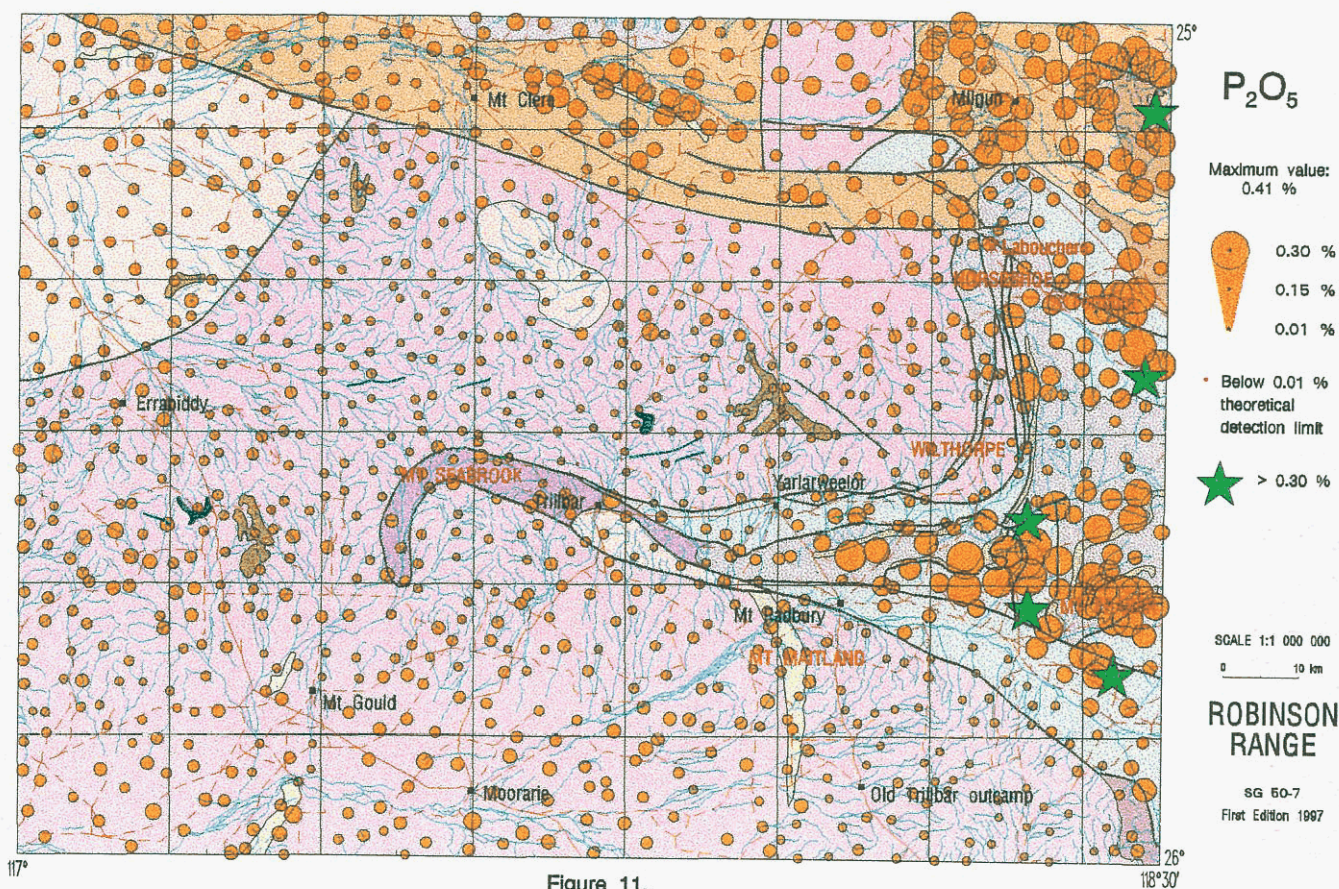 25°
P₂O₅
Mt Clere
Milgun
Maximum value:
0.41 %
Labouchere
HORSESHOE
0.30 %
0.15 %
0.01 %
Below 0.01 %
theoretical
detection limit
Errabiddy
WILTHORPE
MT SEABROOK
> 0.30 %
Yarlarweelor
Trillbar
Mt Padbury
MT MAITLAND
SCALE 1:1 000 000
0 10 km
Mt Gould
ROBINSON
RANGE
Moorarie
Old Trillbar outcamp
SG 50-7
First Edition 1997
117°
26°
118°30'
Figure 11.